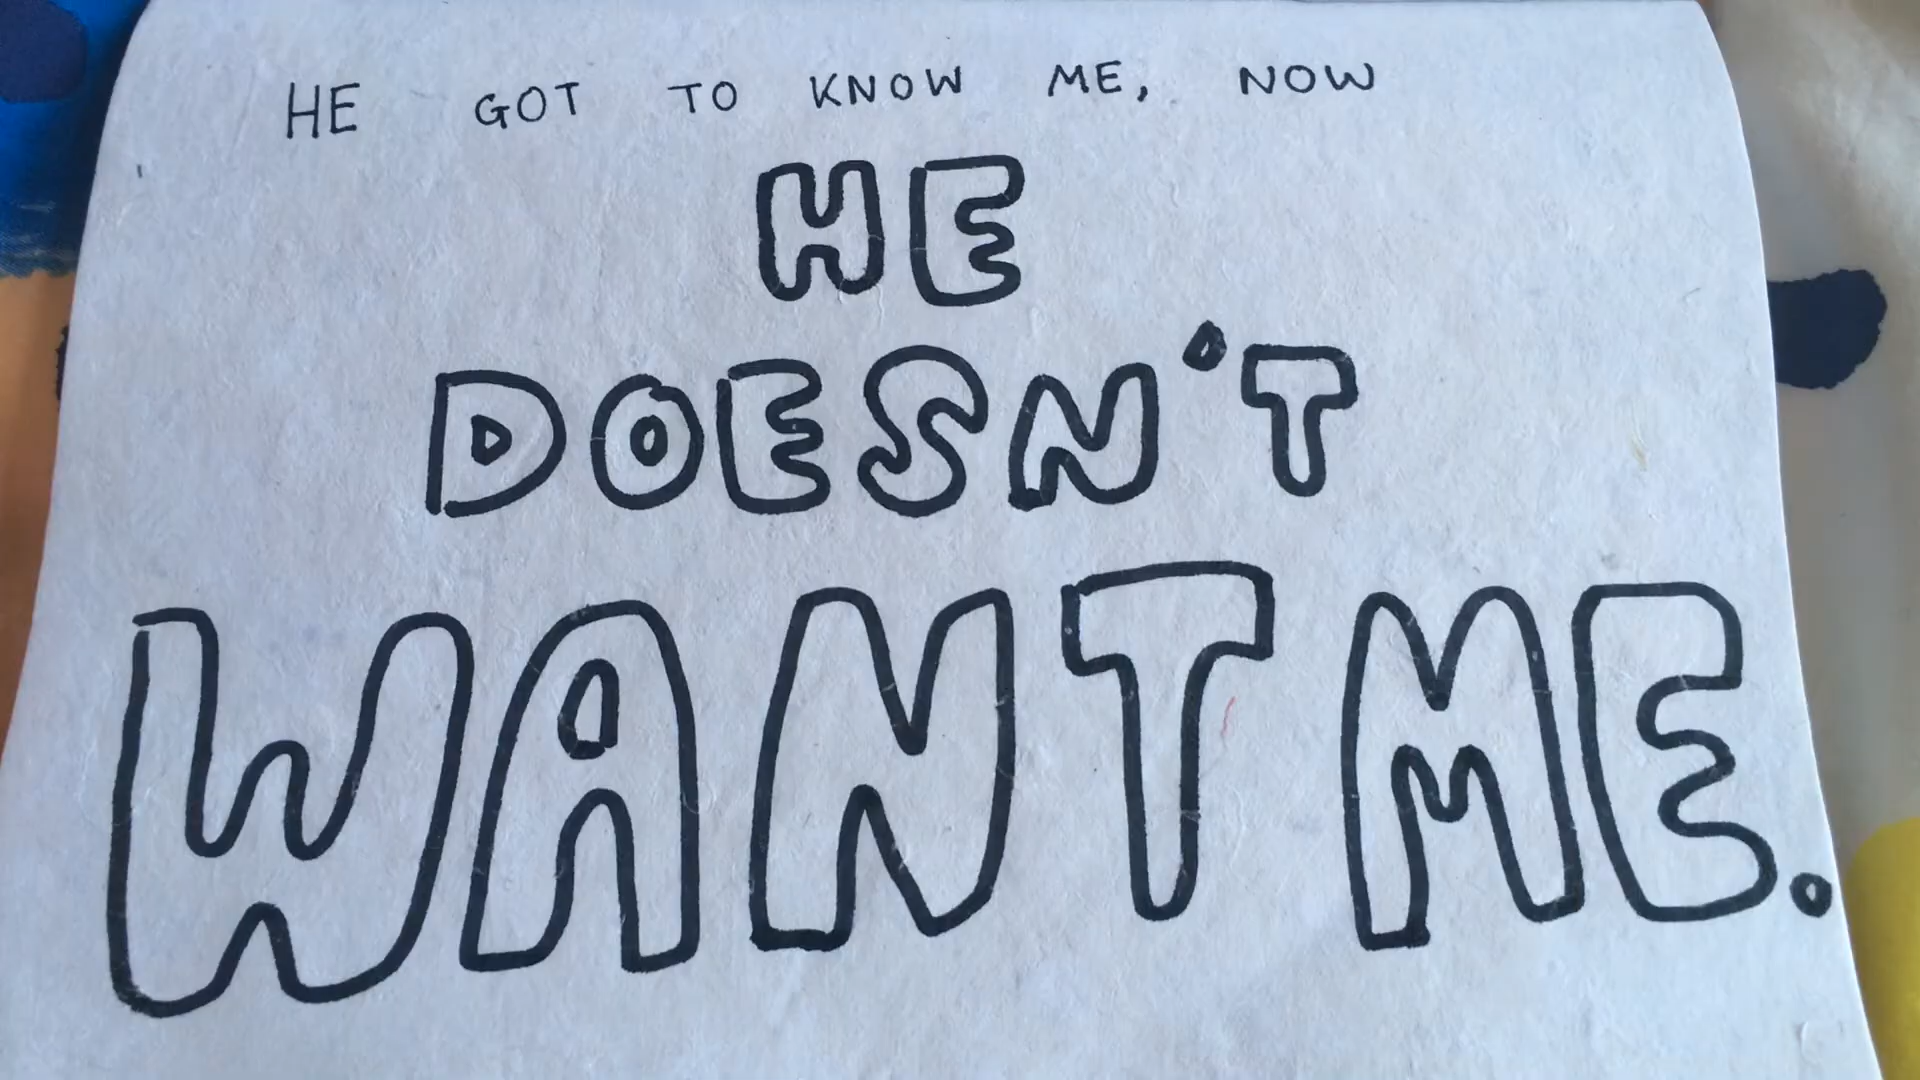 HE GOT TO KNOW ME, NOW
HE
DOESN'T
WANT ME.